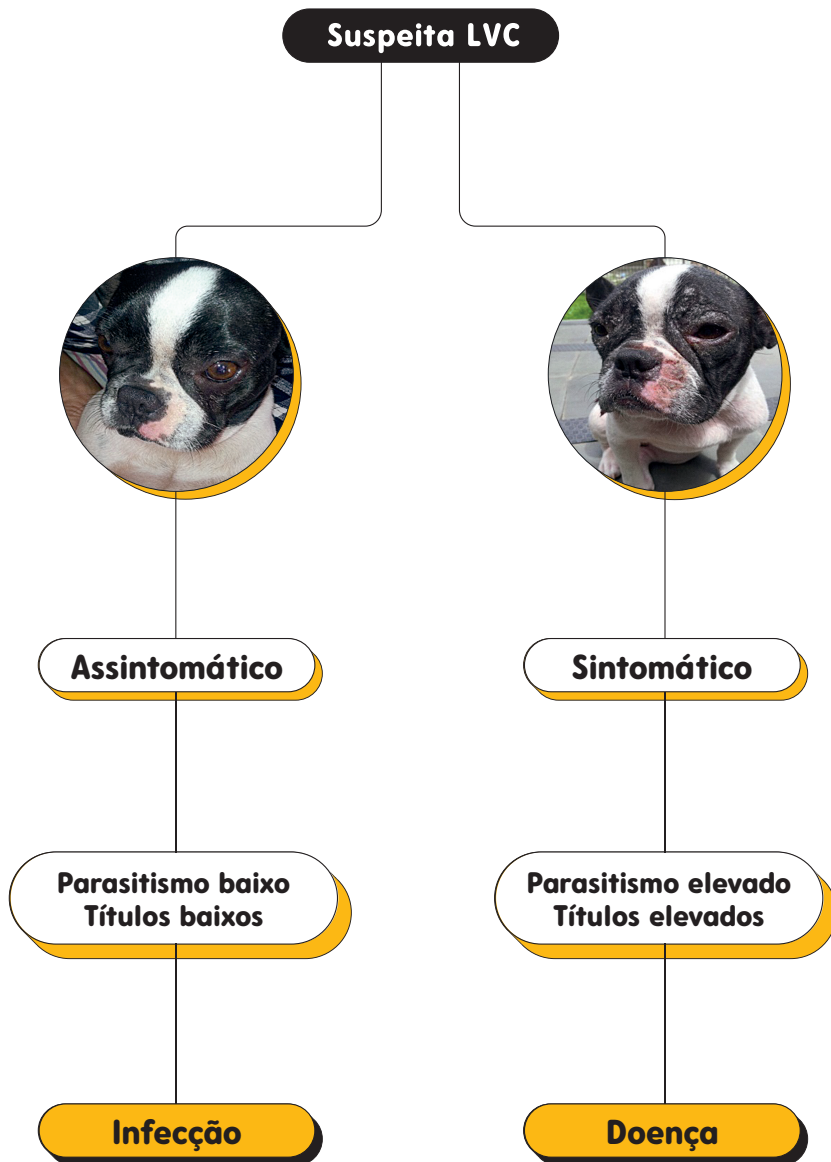 Suspeita LVC
Assintomático
Sintomático
Parasitismo baixo
Títulos baixos
Parasitismo elevado
Títulos elevados
Infecção
Doença